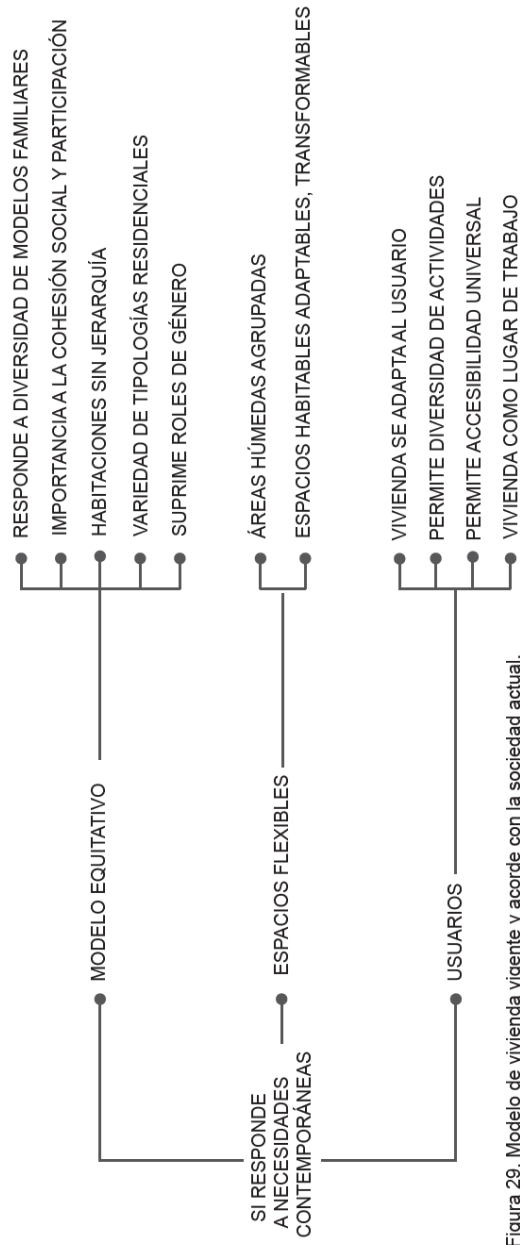 SI RESPONDE
A NECESIDADES
CONTEMPORÁNEAS
MODELO EQUITATIVO
RESPONDE A DIVERSIDAD DE MODELOS FAMILIARES
IMPORTANCIA A LA COHESIÓN SOCIAL Y PARTICIPACIÓN
HABITACIONES SIN JERARQUÍA
VARIEDAD DE TIPOLOGÍAS RESIDENCIALES
SUPRIME ROLES DE GÉNERO
ESPACIOS FLEXIBLES
ÁREAS HÚMEDAS AGRUPADAS
ESPACIOS HABITABLES ADAPTABLES, TRANSFORMABLES
USUARIOS
VIVIENDA SE ADAPTA AL USUARIO
PERMITE DIVERSIDAD DE ACTIVIDADES
PERMITE ACCESIBILIDAD UNIVERSAL
VIVIENDA COMO LUGAR DE TRABAJO
Figura 29. Modelo de vivienda vigente y acorde con la sociedad actual.